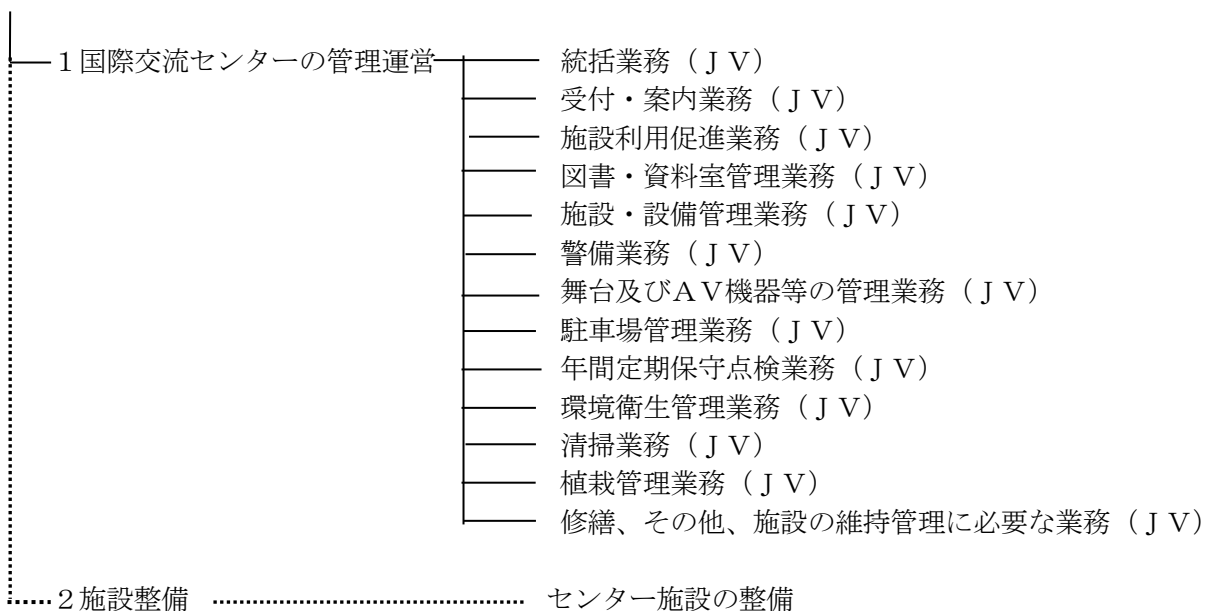 1国際交流センターの管理運営 統括業務（ＪＶ）
受付・案内業務（ＪＶ）
施設利用促進業務（ＪＶ）
図書・資料室管理業務（ＪＶ）
施設・設備管理業務（ＪＶ）
警備業務（ＪＶ）
舞台及びＡＶ機器等の管理業務（ＪＶ）
駐車場管理業務（ＪＶ）
年間定期保守点検業務（ＪＶ）
環境衛生管理業務（ＪＶ）
清掃業務（ＪＶ）
植栽管理業務（ＪＶ）
修繕、その他、施設の維持管理に必要な業務（ＪＶ）
２施設整備 センター施設の整備